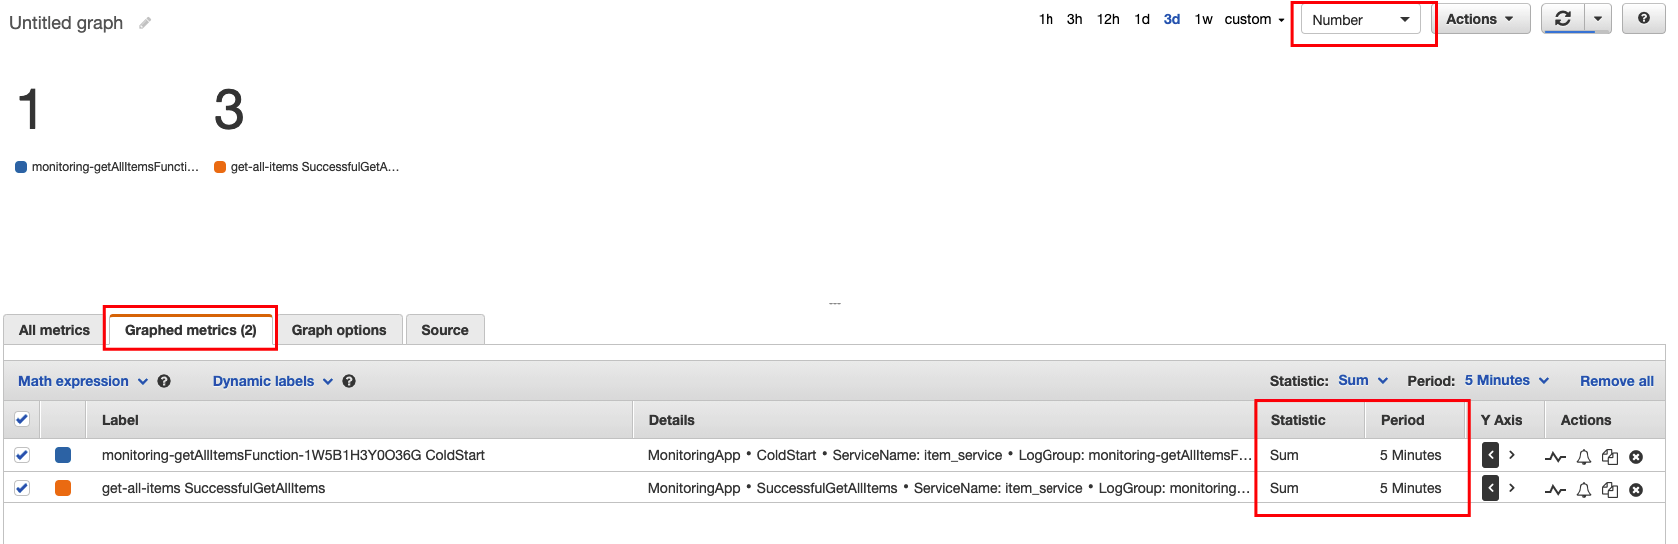 Untitled graph 1h 3h 12h 1d 3d 1w custom Number Actions
1 3
monitoring-getAllItemsFuncti... get-all-items SuccessfulGetA...
All metrics Graphed metrics (2) Graph options Source
Math expression Dynamic labels Statistic: Sum Period: 5 Minutes Remove all
Label Details Statistic Period Y Axis Actions
monitoring-getAllItemsFunction-1W5B1H3Y0O36G ColdStart MonitoringApp • ColdStart • ServiceName: item_service • LogGroup: monitoring-getAllItemsF... Sum 5 Minutes
get-all-items SuccessfulGetAllItems MonitoringApp • SuccessfulGetAllItems • ServiceName: item_service • LogGroup: monitoring... Sum 5 Minutes